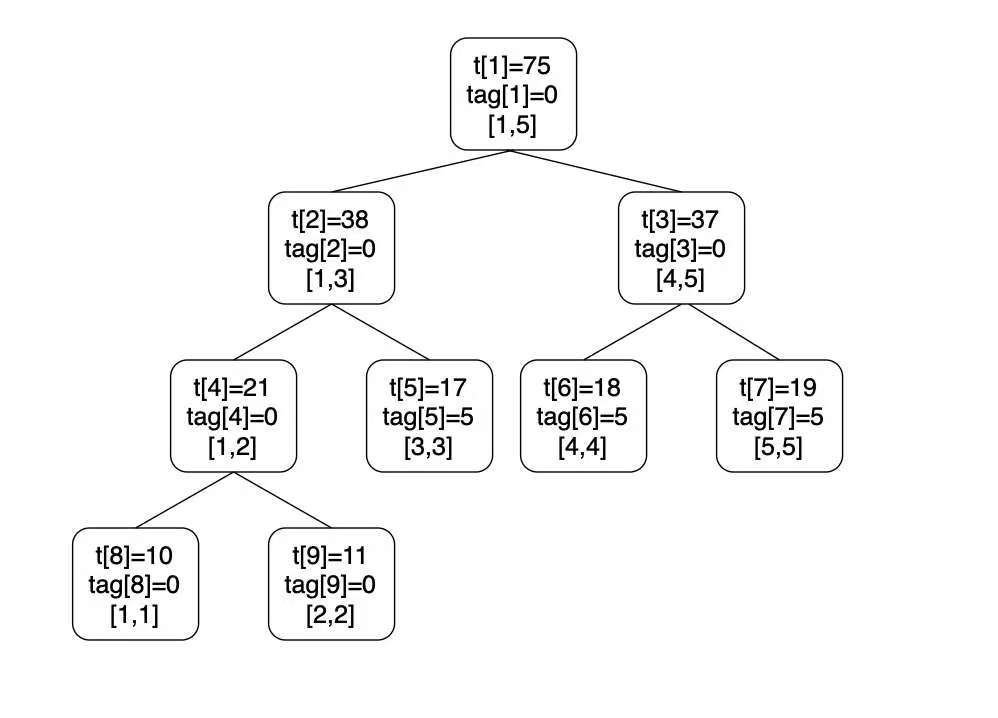 t[1]=75
tag[1]=0
[1,5]
t[2]=38
tag[2]=0
[1,3]
t[3]=37
tag[3]=0
[4,5]
t[4]=21
tag[4]=0
[1,2]
t[5]=17
tag[5]=5
[3,3]
t[6]=18
tag[6]=5
[4,4]
t[7]=19
tag[7]=5
[5,5]
t[8]=10
tag[8]=0
[1,1]
t[9]=11
tag[9]=0
[2,2]